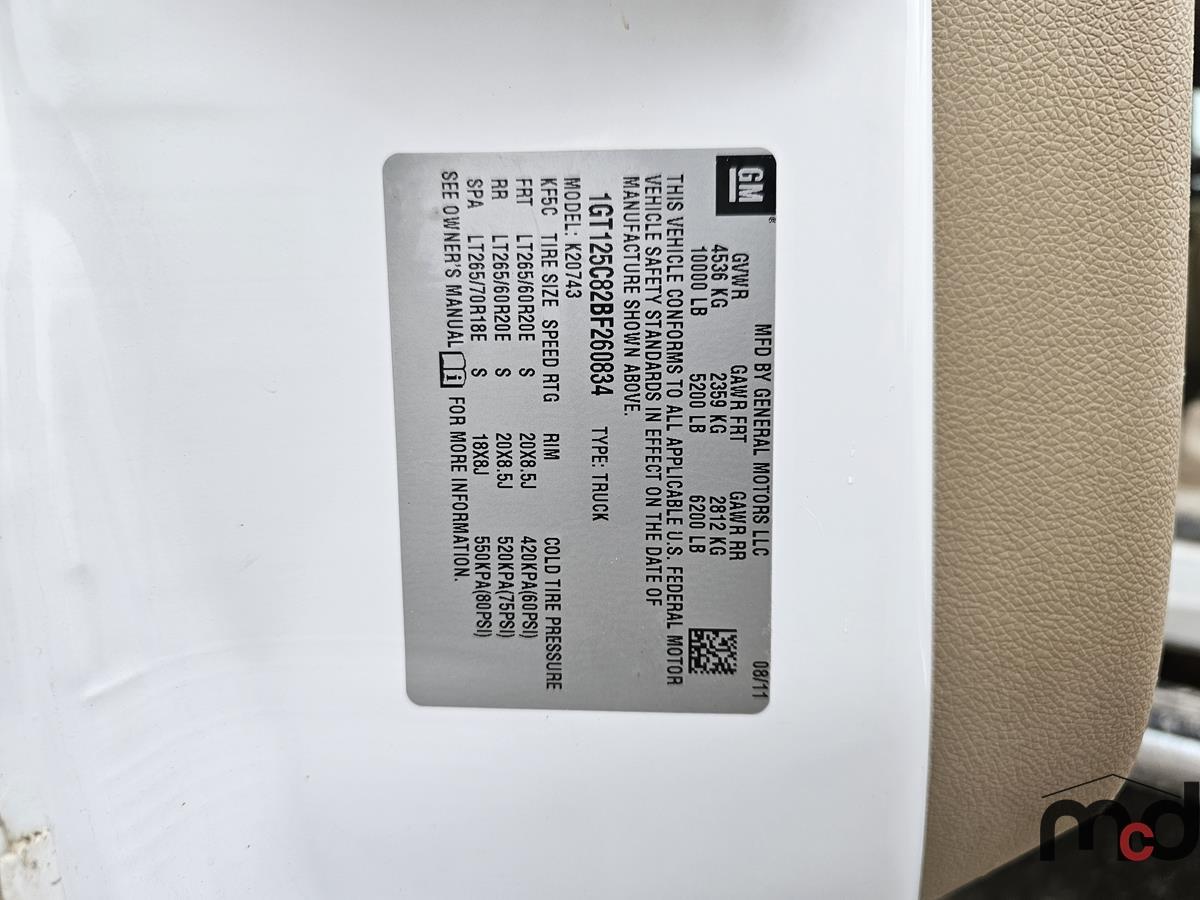 GM ®
MFD BY GENERAL MOTORS LLC 08/11
GVWR GAWR FRT GAWR RR
4536 KG 2359 KG 2812 KG
10000 LB 5200 LB 6200 LB
THIS VEHICLE CONFORMS TO ALL APPLICABLE U.S. FEDERAL MOTOR
VEHICLE SAFETY STANDARDS IN EFFECT ON THE DATE OF
MANUFACTURE SHOWN ABOVE.
1GT125C82BF260834 TYPE: TRUCK
MODEL: K20743
KF5C TIRE SIZE SPEED RTG RIM COLD TIRE PRESSURE
FRT LT265/60R20E S 20X8.5J 420KPA(60PSI)
RR LT265/60R20E S 20X8.5J 520KPA(75PSI)
SPA LT265/70R18E S 18X8J 550KPA(80PSI)
SEE OWNER'S MANUAL i FOR MORE INFORMATION.
mcd